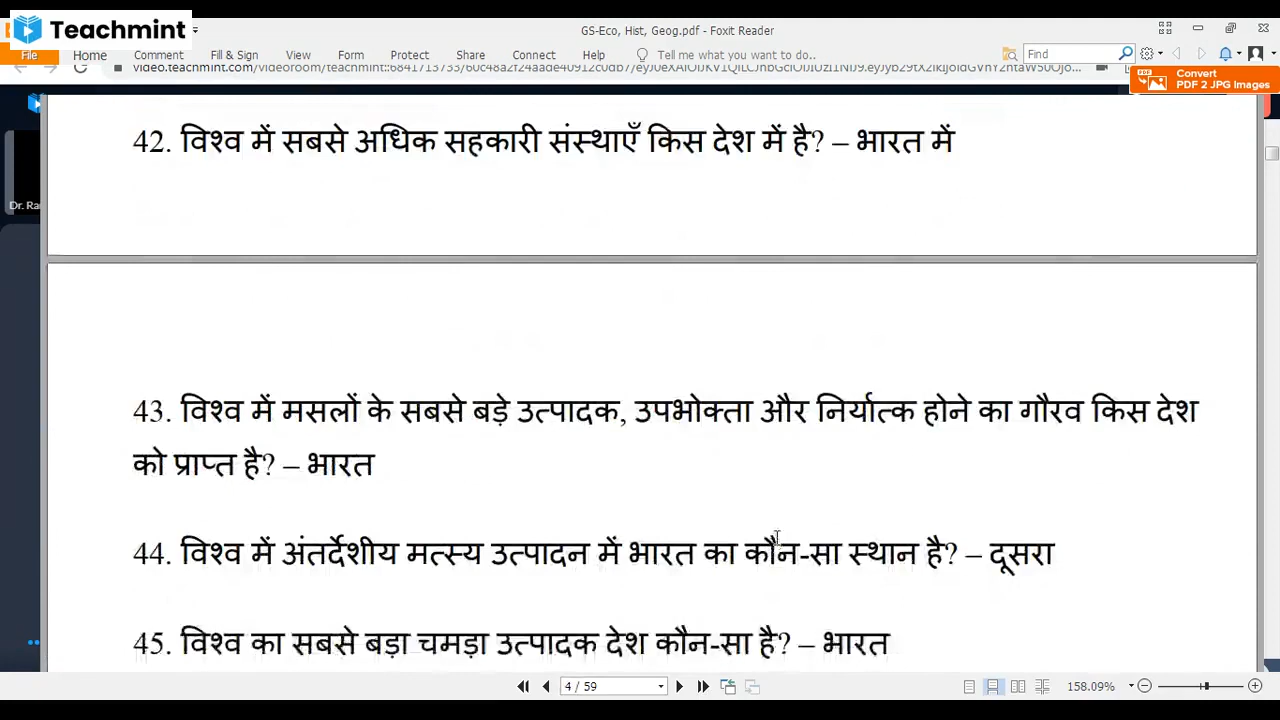 Teachmint
GS-Eco, Hist, Geog.pdf - Foxit Reader
File Home Comment Fill & Sign View Form Protect Share Connect Help Tell me what you want to do.. Find
Convert
PDF 2 JPG Images
42. विश्व में सबसे अधिक सहकारी संस्थाएँ किस देश में है? – भारत में
Dr. Ra
43. विश्व में मसलों के सबसे बड़े उत्पादक, उपभोक्ता और निर्यात्क होने का गौरव किस देश
को प्राप्त है? – भारत
44. विश्व में अंतर्देशीय मत्स्य उत्पादन में भारत का कौन-सा स्थान है? – दूसरा
45. विश्व का सबसे बड़ा चमड़ा उत्पादक देश कौन-सा है? – भारत
4 / 59 158.09%